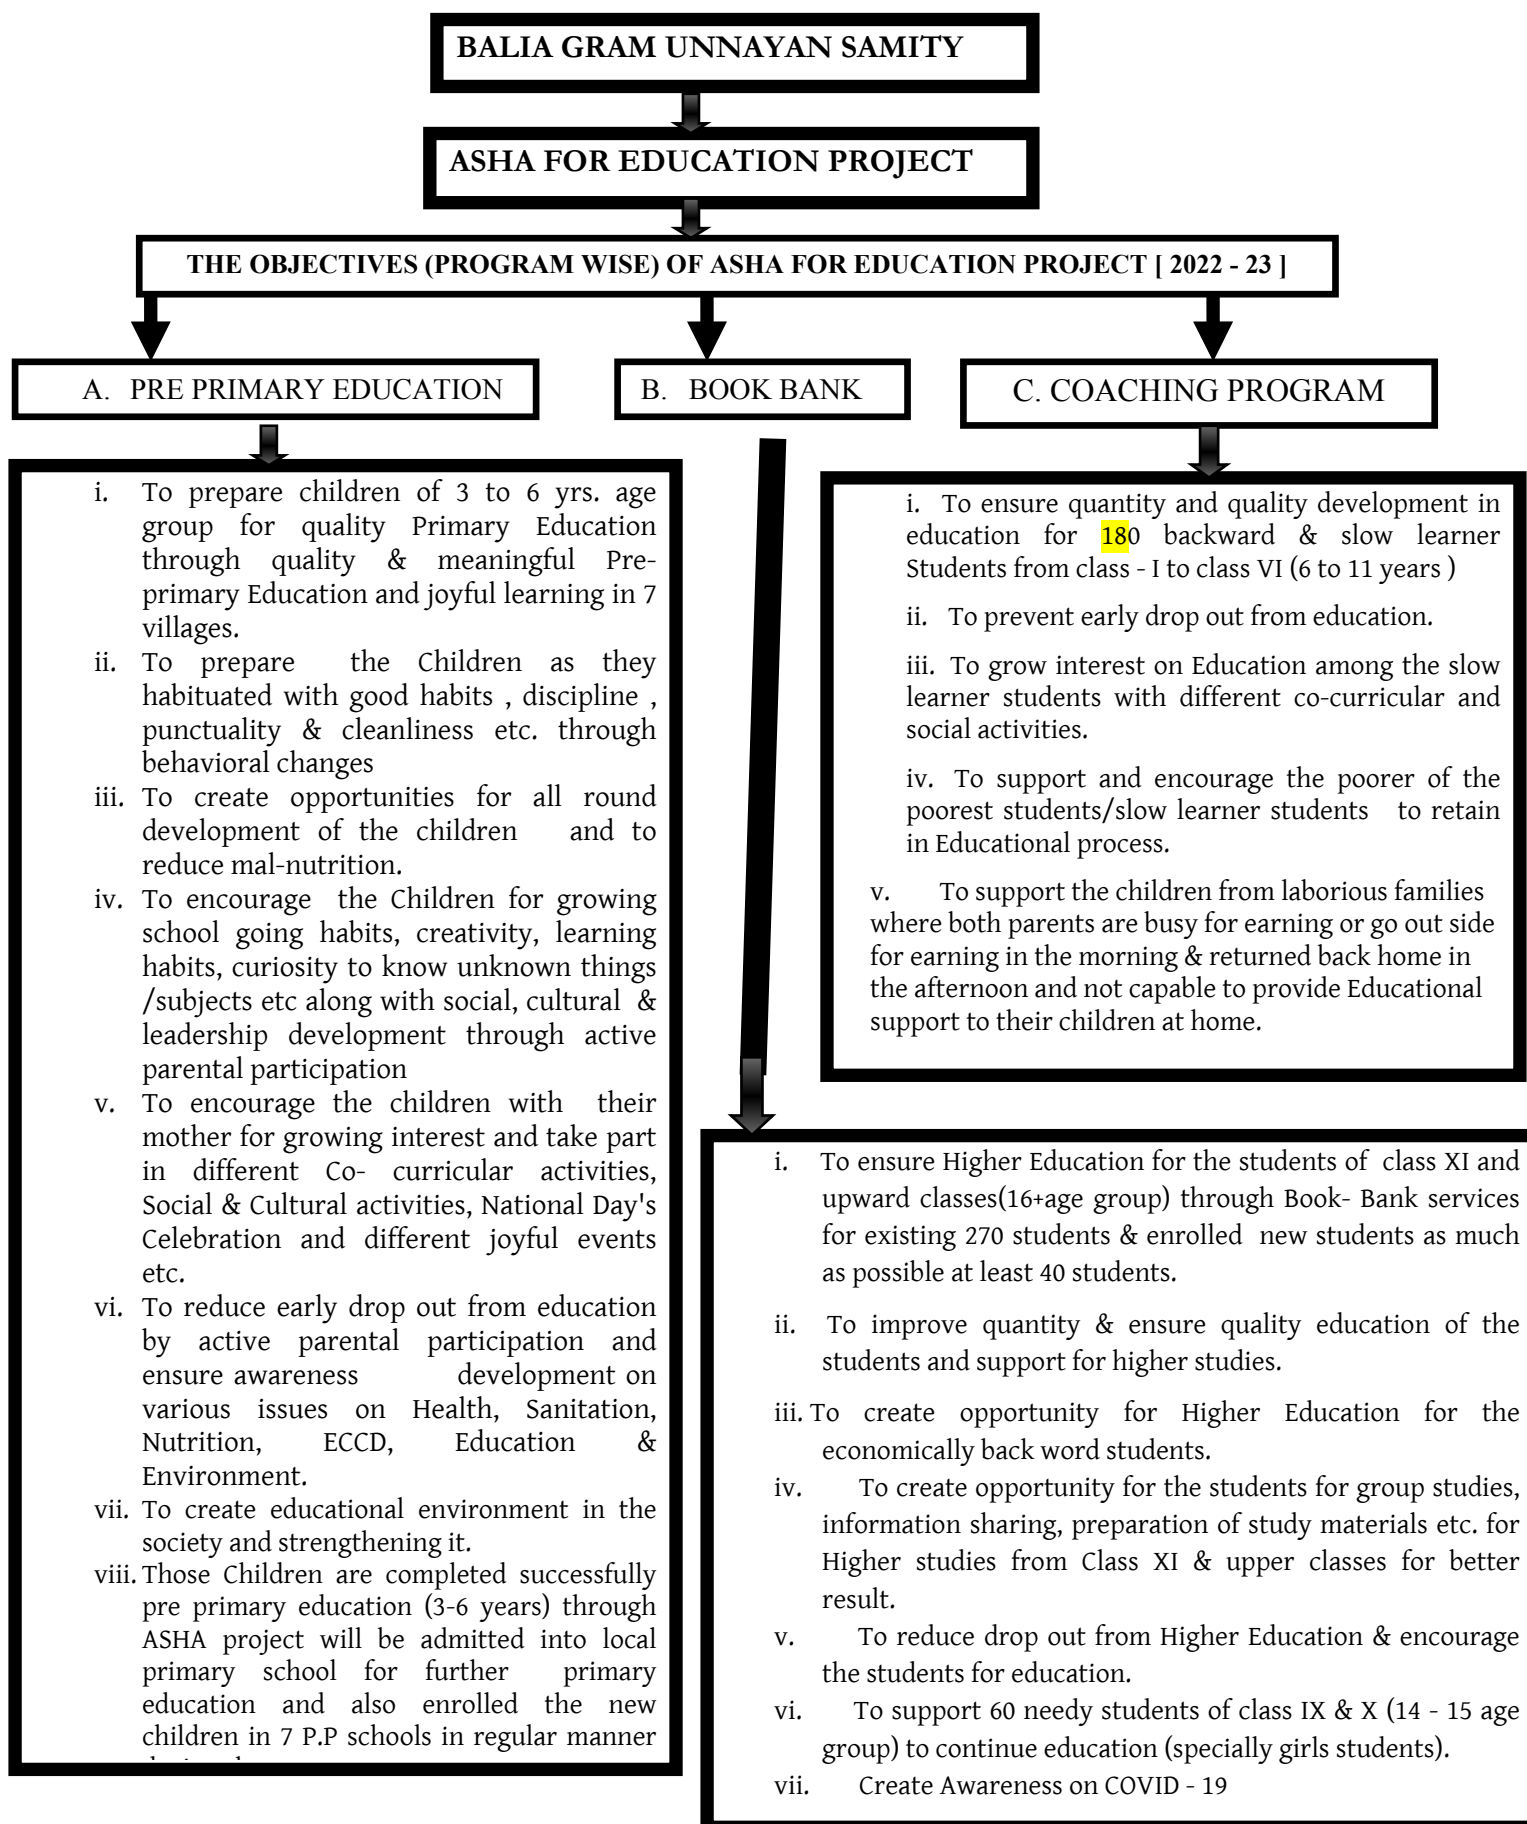 BALIA GRAM UNNAYAN SAMITY
ASHA FOR EDUCATION PROJECT
THE OBJECTIVES (PROGRAM WISE) OF ASHA FOR EDUCATION PROJECT [ 2022 - 23 ]
A. PRE PRIMARY EDUCATION
B. BOOK BANK
C. COACHING PROGRAM
i. To prepare children of 3 to 6 yrs. age
group for quality Primary Education
through quality & meaningful Pre-
primary Education and joyful learning in 7
villages.
ii. To prepare the Children as they
habituated with good habits , discipline ,
punctuality & cleanliness etc. through
behavioral changes
iii. To create opportunities for all round
development of the children and to
reduce mal-nutrition.
iv. To encourage the Children for growing
school going habits, creativity, learning
habits, curiosity to know unknown things
/subjects etc along with social, cultural &
leadership development through active
parental participation
v. To encourage the children with their
mother for growing interest and take part
in different Co- curricular activities,
Social & Cultural activities, National Day's
Celebration and different joyful events
etc.
vi. To reduce early drop out from education
by active parental participation and
ensure awareness development on
various issues on Health, Sanitation,
Nutrition, ECCD, Education &
Environment.
vii. To create educational environment in the
society and strengthening it.
viii. Those Children are completed successfully
pre primary education (3-6 years) through
ASHA project will be admitted into local
primary school for further primary
education and also enrolled the new
children in 7 P.P schools in regular manner
i. To ensure quantity and quality development in
education for 180 backward & slow learner
Students from class - I to class VI (6 to 11 years )
ii. To prevent early drop out from education.
iii. To grow interest on Education among the slow
learner students with different co-curricular and
social activities.
iv. To support and encourage the poorer of the
poorest students/slow learner students to retain
in Educational process.
v. To support the children from laborious families
where both parents are busy for earning or go out side
for earning in the morning & returned back home in
the afternoon and not capable to provide Educational
support to their children at home.
i. To ensure Higher Education for the students of class XI and
upward classes(16+age group) through Book- Bank services
for existing 270 students & enrolled new students as much
as possible at least 40 students.
ii. To improve quantity & ensure quality education of the
students and support for higher studies.
iii. To create opportunity for Higher Education for the
economically back word students.
iv. To create opportunity for the students for group studies,
information sharing, preparation of study materials etc. for
Higher studies from Class XI & upper classes for better
result.
v. To reduce drop out from Higher Education & encourage
the students for education.
vi. To support 60 needy students of class IX & X (14 - 15 age
group) to continue education (specially girls students).
vii. Create Awareness on COVID - 19